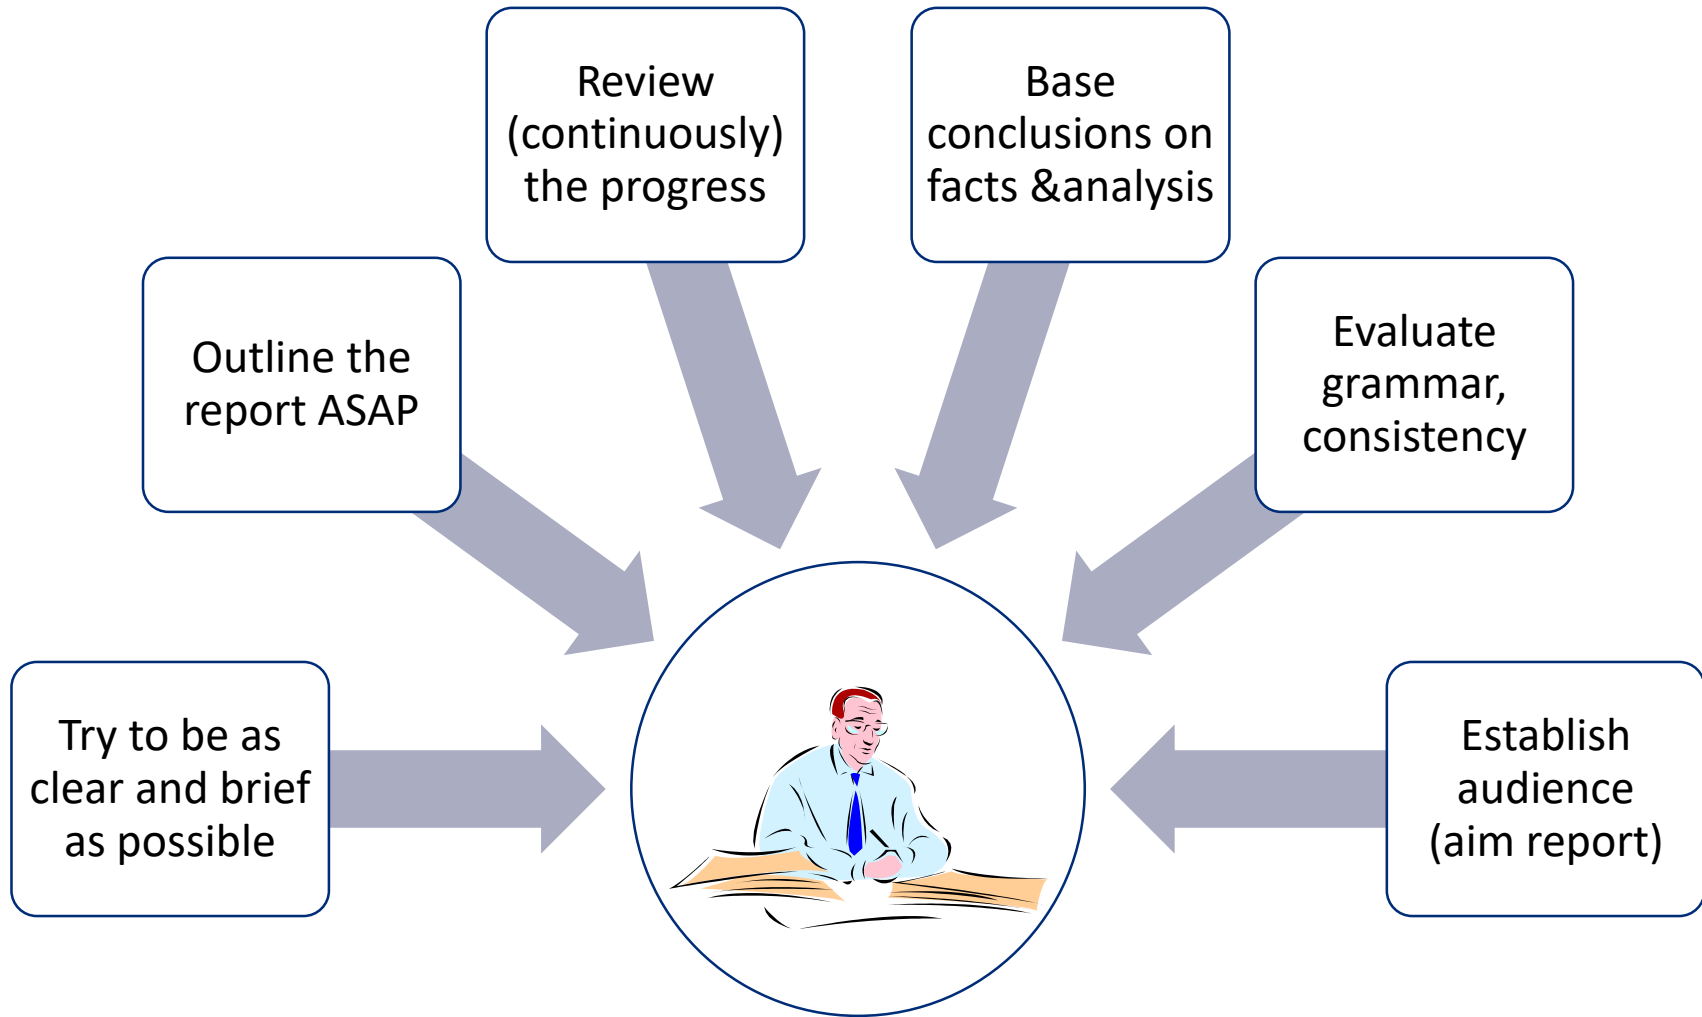 Review
(continuously)
the progress
Base
conclusions on
facts &analysis
Outline the
report ASAP
Evaluate
grammar,
consistency
Try to be as
clear and brief
as possible
Establish
audience
(aim report)